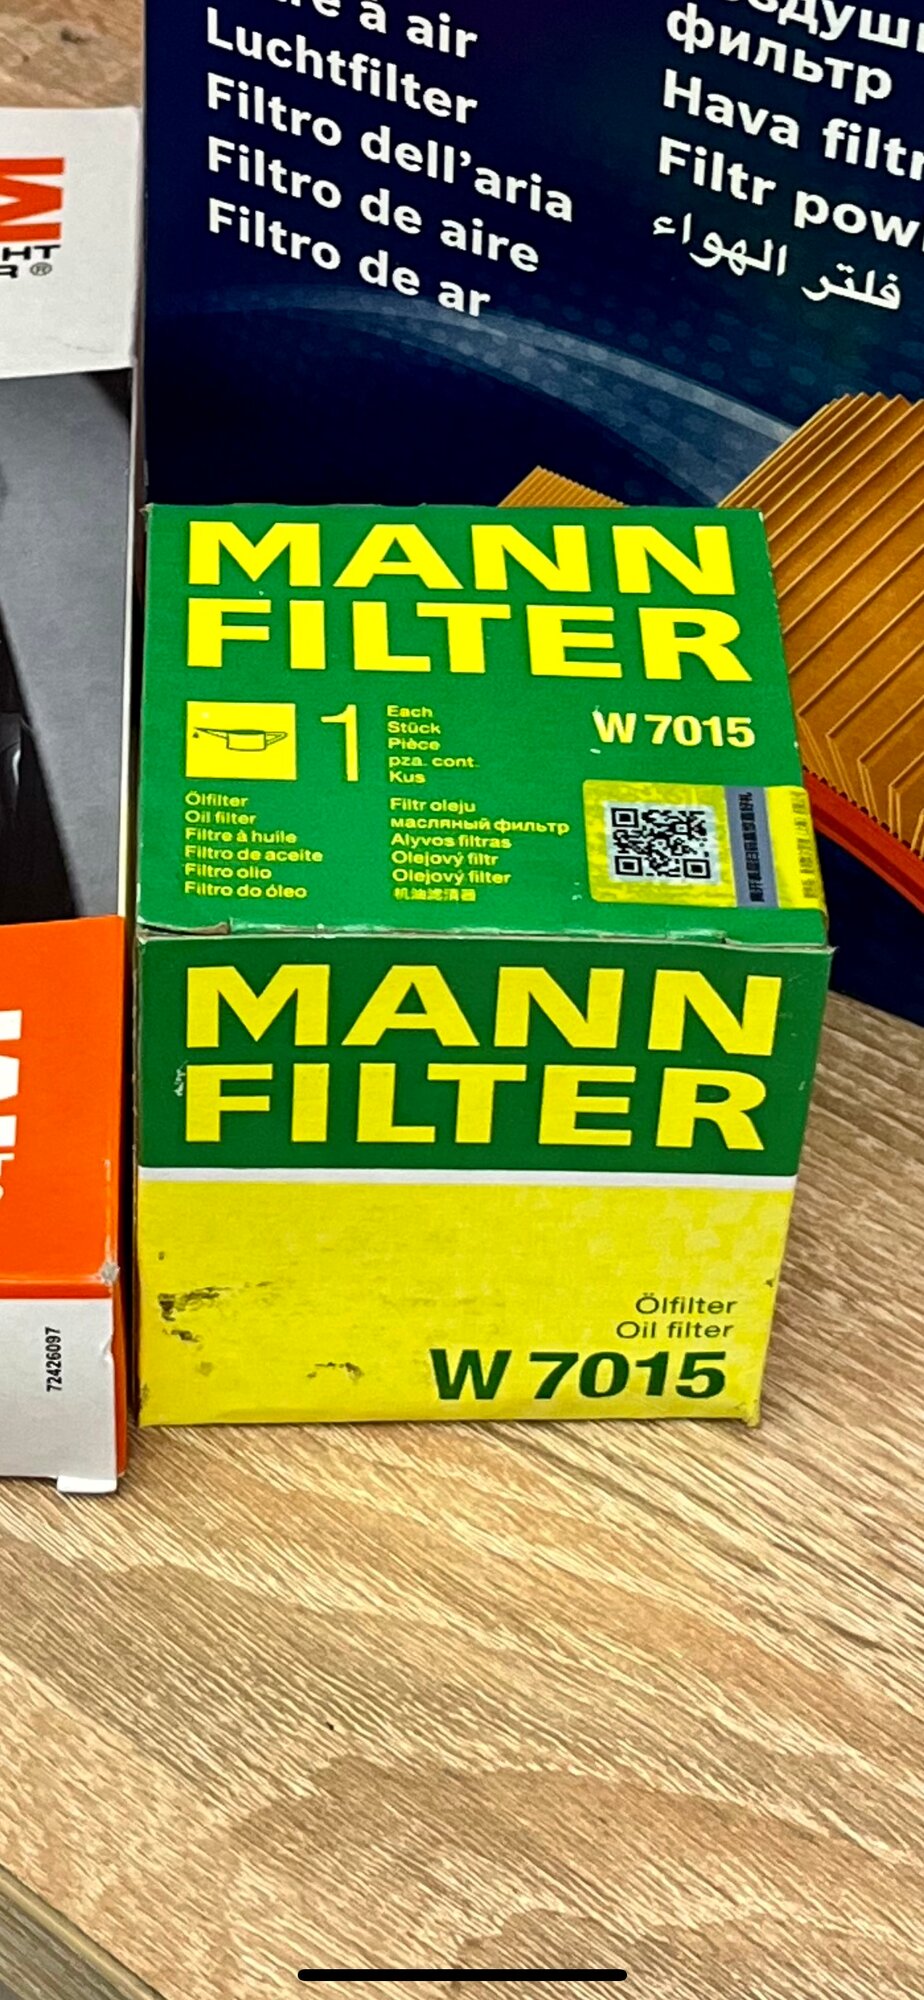 à air
Luchtfilter
Filtro dell'aria
Filtro de aire
Filtro de ar
фильтр
Hava filtr
Filtr pow
فلتر الهواء
M
HT
R®
MANN
FILTER
1
Each
Stück
Pièce
pza. cont.
Kus
W 7015
Ölfilter
Oil filter
Filtre à huile
Filtro de aceite
Filtro olio
Filtro do óleo
Filtr oleju
масляный фильтр
Alyvos filtras
Olejový filtr
Olejový filter
机油滤清器
MANN
FILTER
Ölfilter
Oil filter
W 7015
72426097